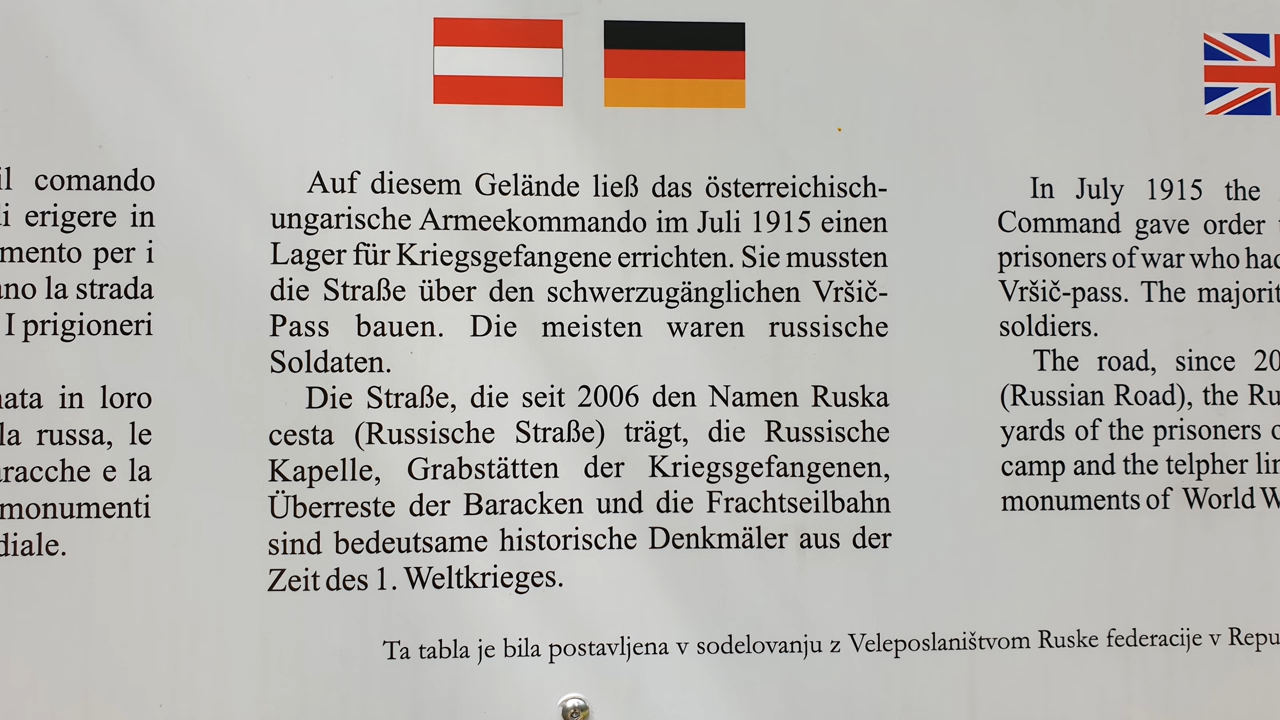 il comando
di erigere in
mento per i
ano la strada
I prigionieri
nata in loro
la russa, le
aracche e la
monumenti
diale.
Auf diesem Gelände ließ das österreichisch-
ungarische Armeekommando im Juli 1915 einen
Lager für Kriegsgefangene errichten. Sie mussten
die Straße über den schwerzugänglichen Vršič-
Pass bauen. Die meisten waren russische
Soldaten.
Die Straße, die seit 2006 den Namen Ruska
cesta (Russische Straße) trägt, die Russische
Kapelle, Grabstätten der Kriegsgefangenen,
Überreste der Baracken und die Frachtseilbahn
sind bedeutsame historische Denkmäler aus der
Zeit des 1. Weltkrieges.
In July 1915 the
Command gave order
prisoners of war who had
Vršič-pass. The majorit
soldiers.
The road, since 20
(Russian Road), the Ru
yards of the prisoners o
camp and the telpher lin
monuments of World W
Ta tabla je bila postavljena v sodelovanju z Veleposlaništvom Ruske federacije v Repu